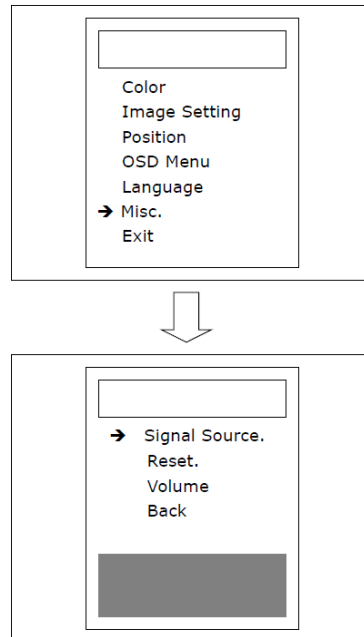 Color
Image Setting
Position
OSD Menu
Language
➔ Misc.
Exit
➔ Signal Source.
Reset.
Volume
Back